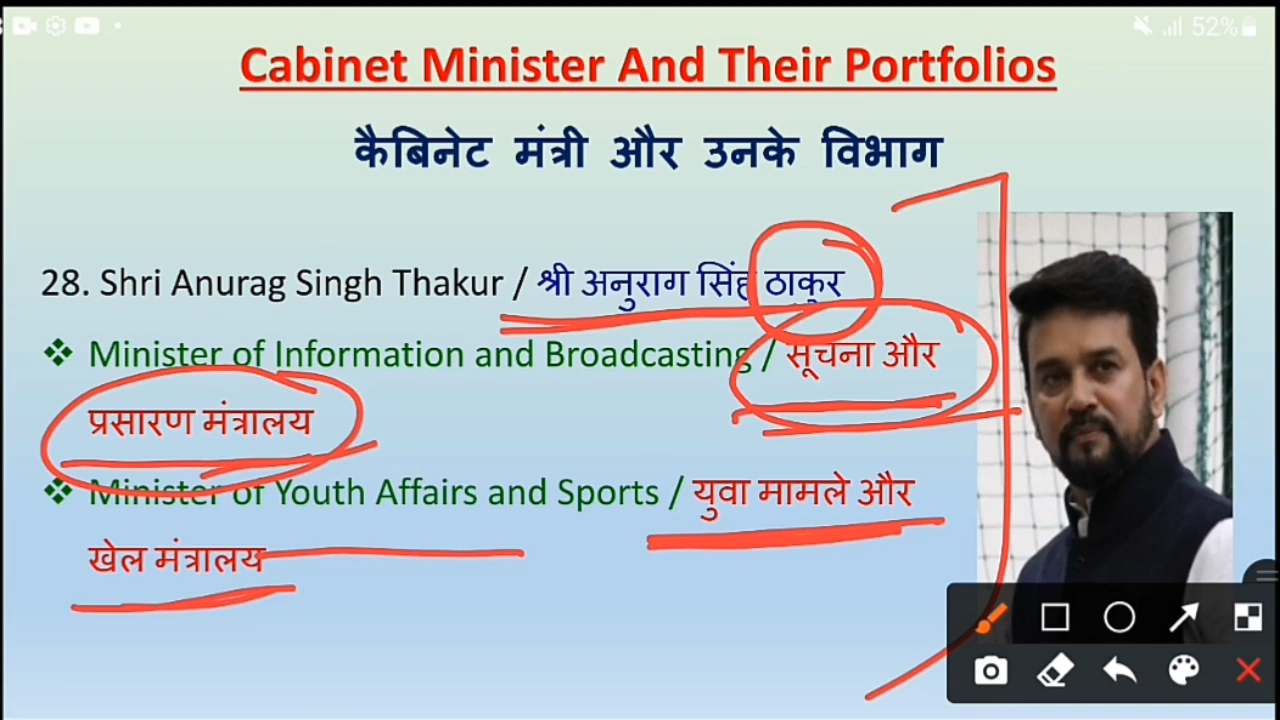 52%
Cabinet Minister And Their Portfolios
कैबिनेट मंत्री और उनके विभाग
28. Shri Anurag Singh Thakur / श्री अनुराग सिंह ठाकुर
❖ Minister of Information and Broadcasting / सूचना और
प्रसारण मंत्रालय
❖ Minister of Youth Affairs and Sports / युवा मामले और
खेल मंत्रालय